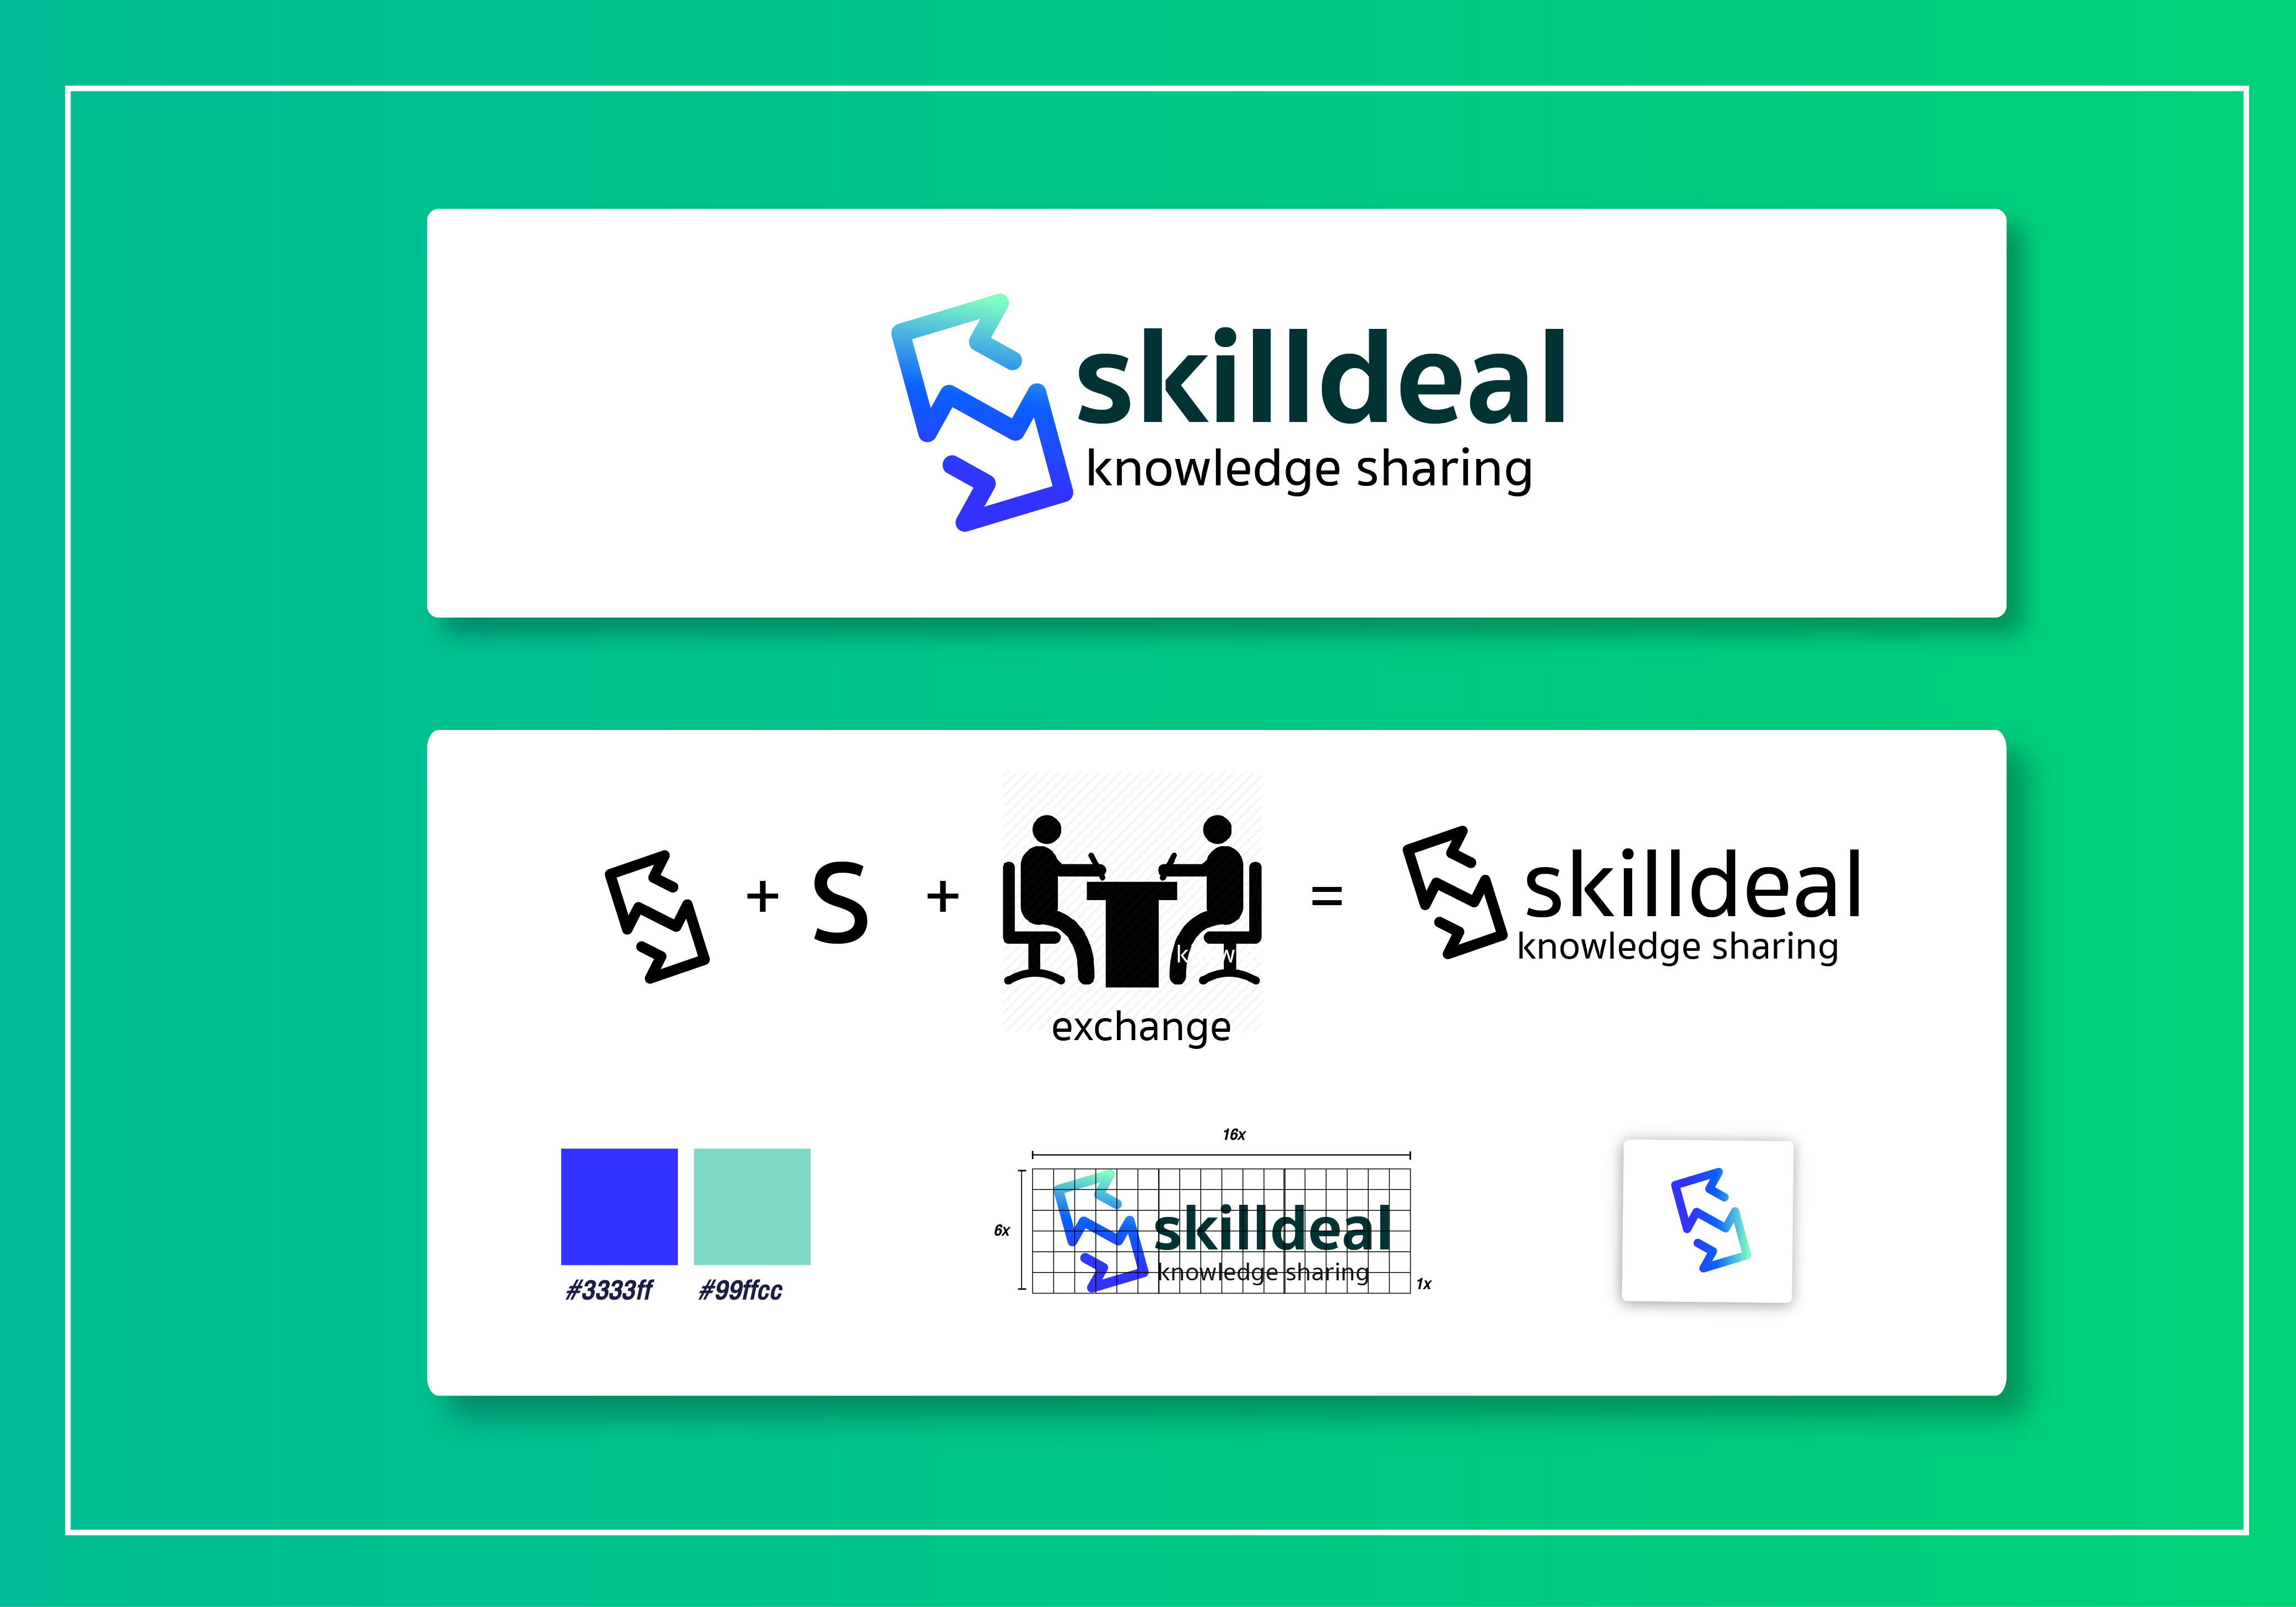 skilldeal
knowledge sharing
+ S + =
skilldeal
knowledge sharing
exchange
#3333ff #99ffcc
16x
6x
skilldeal
knowledge sharing
1x